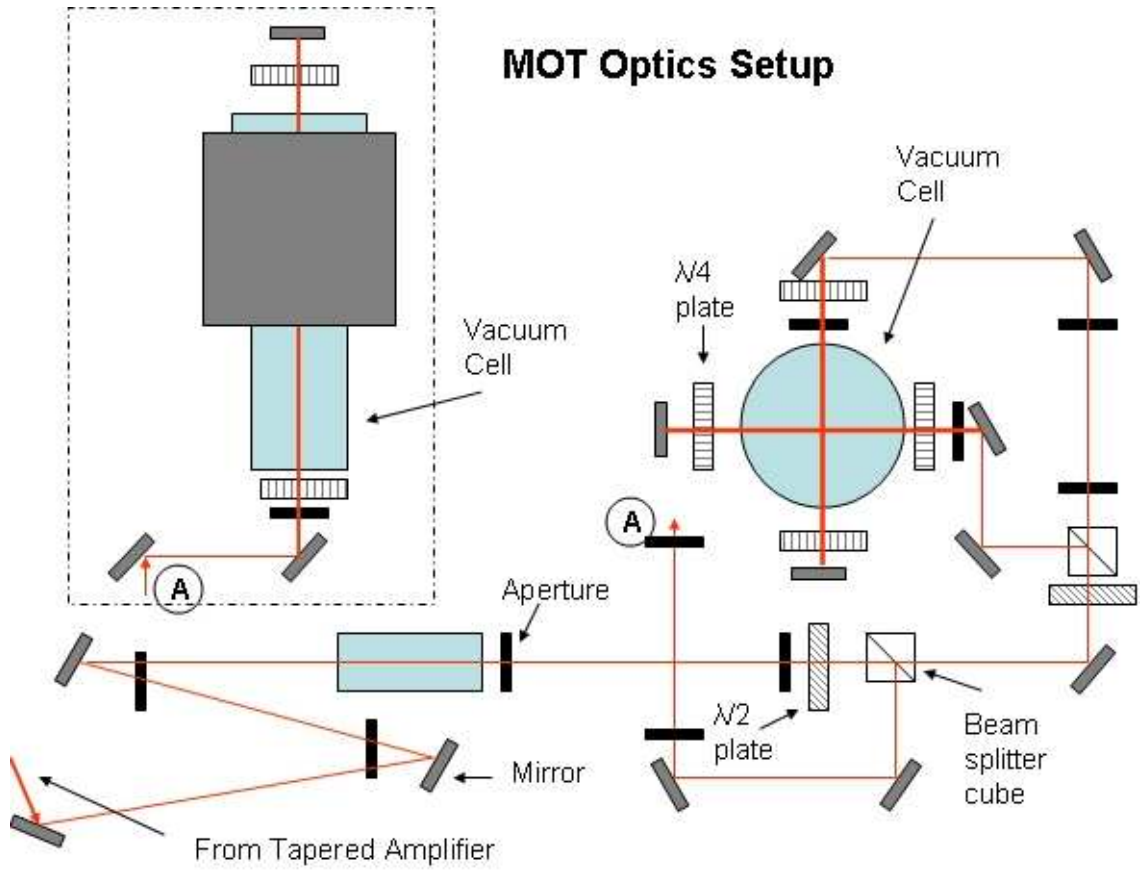 MOT Optics Setup
Vacuum
Cell
λ/4
plate
Vacuum
Cell
A
A
Aperture
λ/2
plate
Beam
splitter
cube
Mirror
From Tapered Amplifier